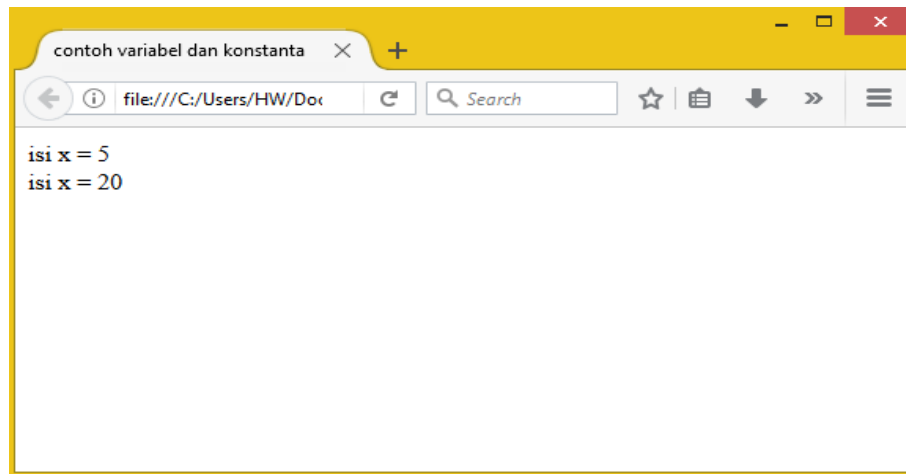 contoh variabel dan konstanta
file:///C:/Users/HW/Doc
Search
isi x = 5
isi x = 20